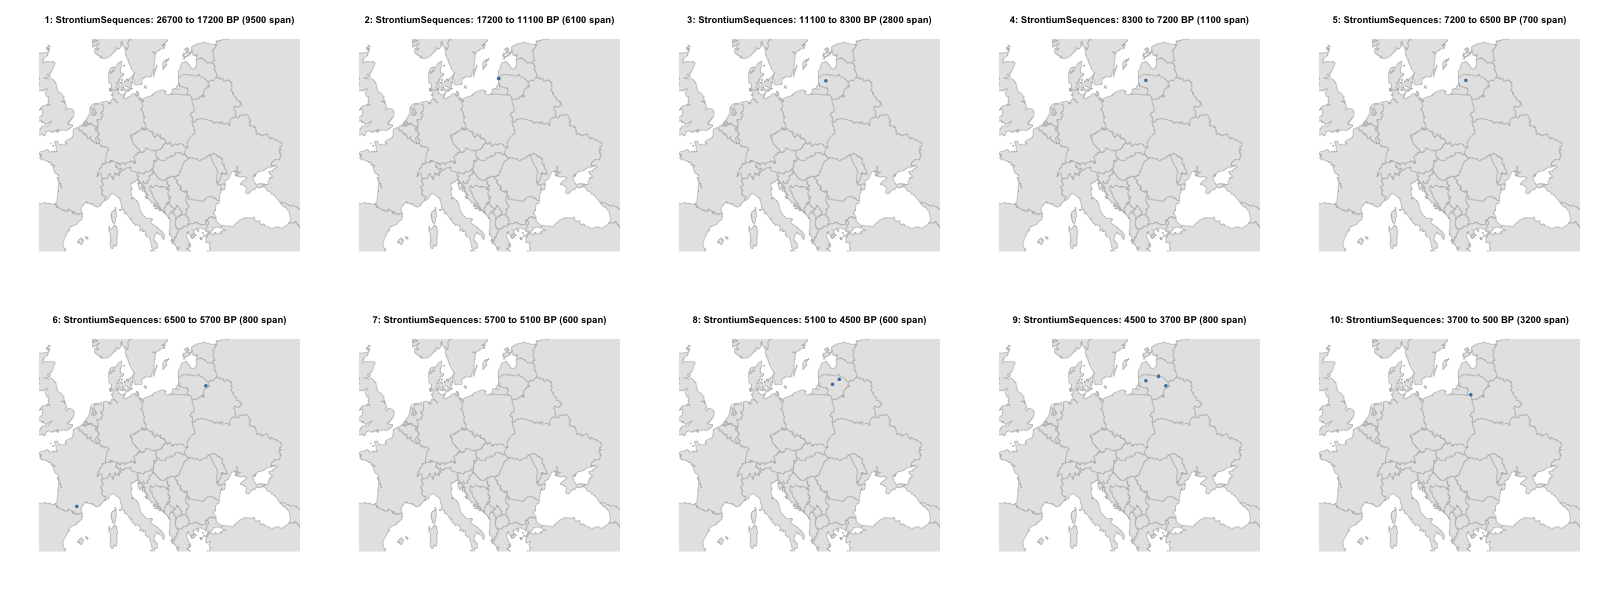 1: StrontiumSequences: 26700 to 17200 BP (9500 span)
2: StrontiumSequences: 17200 to 11100 BP (6100 span)
3: StrontiumSequences: 11100 to 8300 BP (2800 span)
4: StrontiumSequences: 8300 to 7200 BP (1100 span)
5: StrontiumSequences: 7200 to 6500 BP (700 span)
6: StrontiumSequences: 6500 to 5700 BP (800 span)
7: StrontiumSequences: 5700 to 5100 BP (600 span)
8: StrontiumSequences: 5100 to 4500 BP (600 span)
9: StrontiumSequences: 4500 to 3700 BP (800 span)
10: StrontiumSequences: 3700 to 500 BP (3200 span)